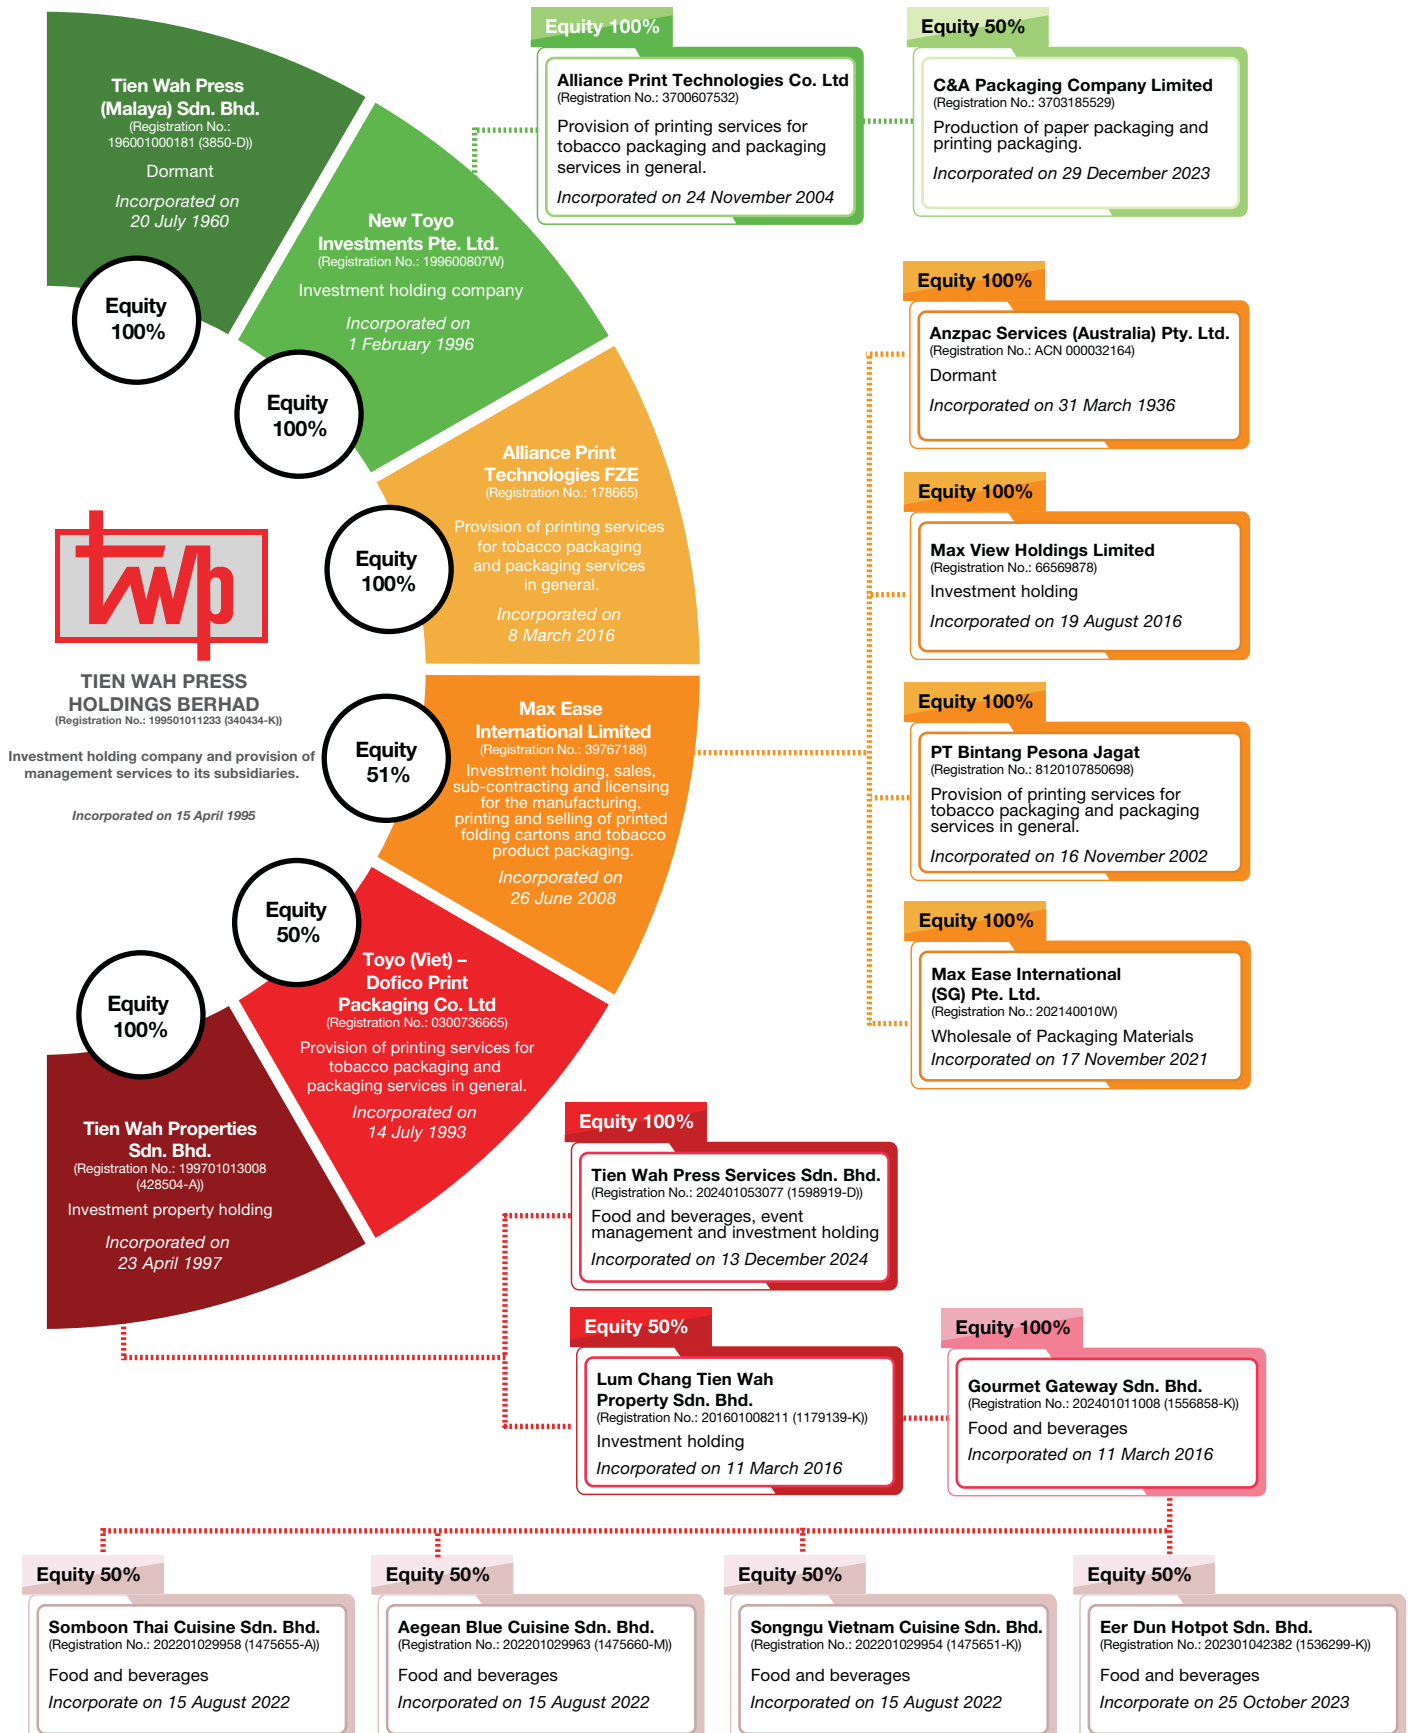 Tien Wah Press
(Malaya) Sdn. Bhd.
(Registration No.:
196001000181 (3850-D))
Dormant
Incorporated on
20 July 1960
Equity
100%
New Toyo
Investments Pte. Ltd.
(Registration No.: 199600807W)
Investment holding company
Incorporated on
1 February 1996
Equity
100%
Equity 100%
Alliance Print Technologies Co. Ltd
(Registration No.: 3700607532)
Provision of printing services for
tobacco packaging and packaging
services in general.
Incorporated on 24 November 2004
Equity 50%
C&A Packaging Company Limited
(Registration No.: 3703185529)
Production of paper packaging and
printing packaging.
Incorporated on 29 December 2023
Alliance Print
Technologies FZE
(Registration No.: 178665)
Provision of printing services
for tobacco packaging
and packaging services
in general.
Incorporated on
8 March 2016
Equity
100%
twp
TIEN WAH PRESS
HOLDINGS BERHAD
(Registration No.: 199501011233 (340434-K))
Investment holding company and provision of
management services to its subsidiaries.
Incorporated on 15 April 1995
Max Ease
International Limited
(Registration No.: 39767188)
Investment holding, sales,
sub-contracting and licensing
for the manufacturing,
printing and selling of printed
folding cartons and tobacco
product packaging.
Incorporated on
26 June 2008
Equity
51%
Equity 100%
Anzpac Services (Australia) Pty. Ltd.
(Registration No.: ACN 000032164)
Dormant
Incorporated on 31 March 1936
Equity 100%
Max View Holdings Limited
(Registration No.: 66569878)
Investment holding
Incorporated on 19 August 2016
Equity 100%
PT Bintang Pesona Jagat
(Registration No.: 8120107850698)
Provision of printing services for
tobacco packaging and packaging
services in general.
Incorporated on 16 November 2002
Equity 100%
Max Ease International
(SG) Pte. Ltd.
(Registration No.: 202140010W)
Wholesale of Packaging Materials
Incorporated on 17 November 2021
Equity
50%
Toyo (Viet) –
Dofico Print
Packaging Co. Ltd
(Registration No.: 0300736665)
Provision of printing services for
tobacco packaging and
packaging services in general.
Incorporated on
14 July 1993
Equity
100%
Tien Wah Properties
Sdn. Bhd.
(Registration No.: 199701013008
(428504-A))
Investment property holding
Incorporated on
23 April 1997
Equity 100%
Tien Wah Press Services Sdn. Bhd.
(Registration No.: 202401053077 (1598919-D))
Food and beverages, event
management and investment holding
Incorporated on 13 December 2024
Equity 50%
Lum Chang Tien Wah
Property Sdn. Bhd.
(Registration No.: 201601008211 (1179139-K))
Investment holding
Incorporated on 11 March 2016
Equity 100%
Gourmet Gateway Sdn. Bhd.
(Registration No.: 202401011008 (1556858-K))
Food and beverages
Incorporated on 11 March 2016
Equity 50%
Somboon Thai Cuisine Sdn. Bhd.
(Registration No.: 202201029958 (1475655-A))
Food and beverages
Incorporate on 15 August 2022
Equity 50%
Aegean Blue Cuisine Sdn. Bhd.
(Registration No.: 202201029963 (1475660-M))
Food and beverages
Incorporated on 15 August 2022
Equity 50%
Songngu Vietnam Cuisine Sdn. Bhd.
(Registration No.: 202201029954 (1475651-K))
Food and beverages
Incorporated on 15 August 2022
Equity 50%
Eer Dun Hotpot Sdn. Bhd.
(Registration No.: 202301042382 (1536299-K))
Food and beverages
Incorporate on 25 October 2023